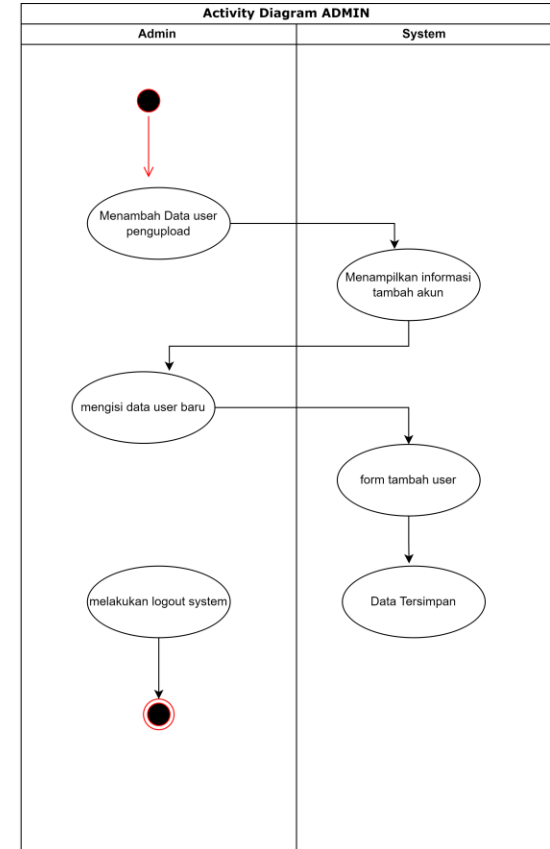 Activity Diagram ADMIN
Admin
System
Menambah Data user
pengupload
Menampilkan informasi
tambah akun
mengisi data user baru
form tambah user
melakukan logout system
Data Tersimpan